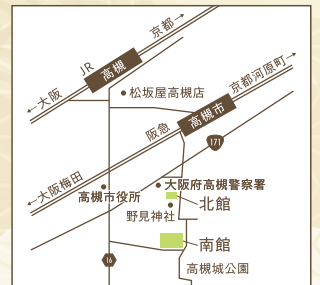 京都→
JR
高槻
←大阪
松坂屋高槻店
京都河原町→
高槻市
阪急
171
←大阪梅田
大阪府高槻警察署
高槻市役所
北館
野見神社
南館
16
高槻城公園